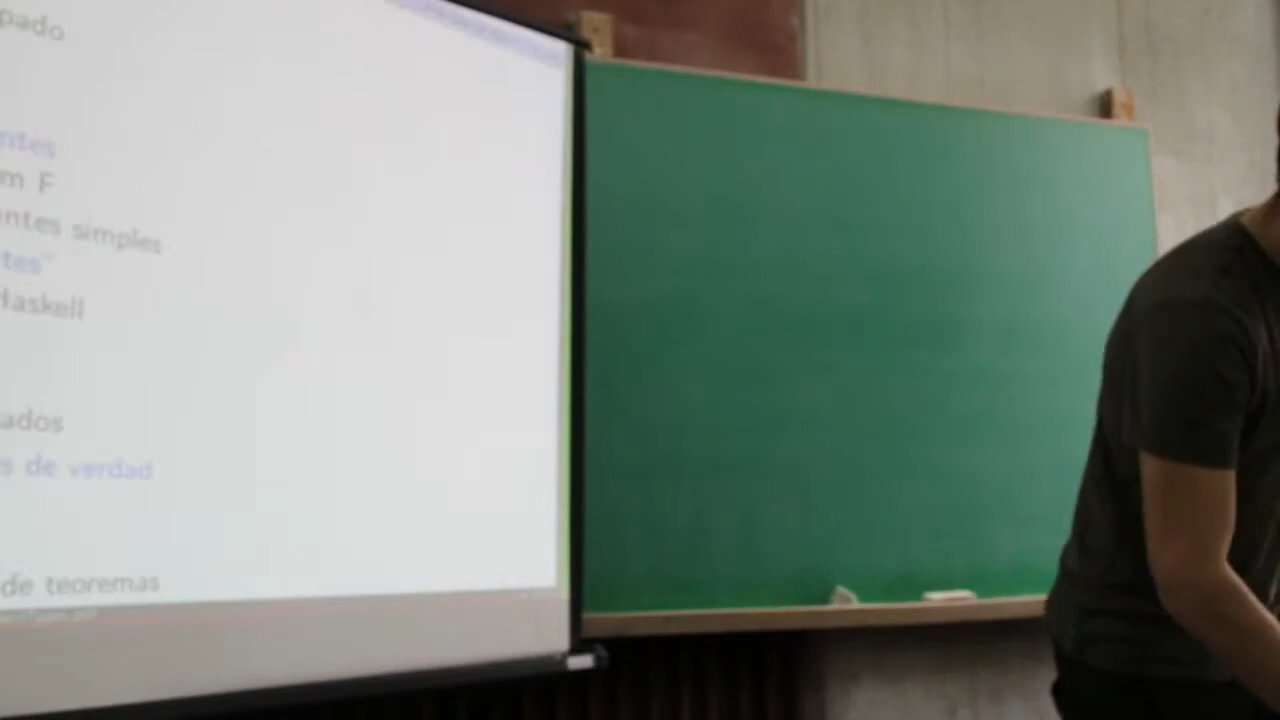 pado
ntes
m F
ntes simples
tes"
Haskell
ados
s de verdad
de teoremas